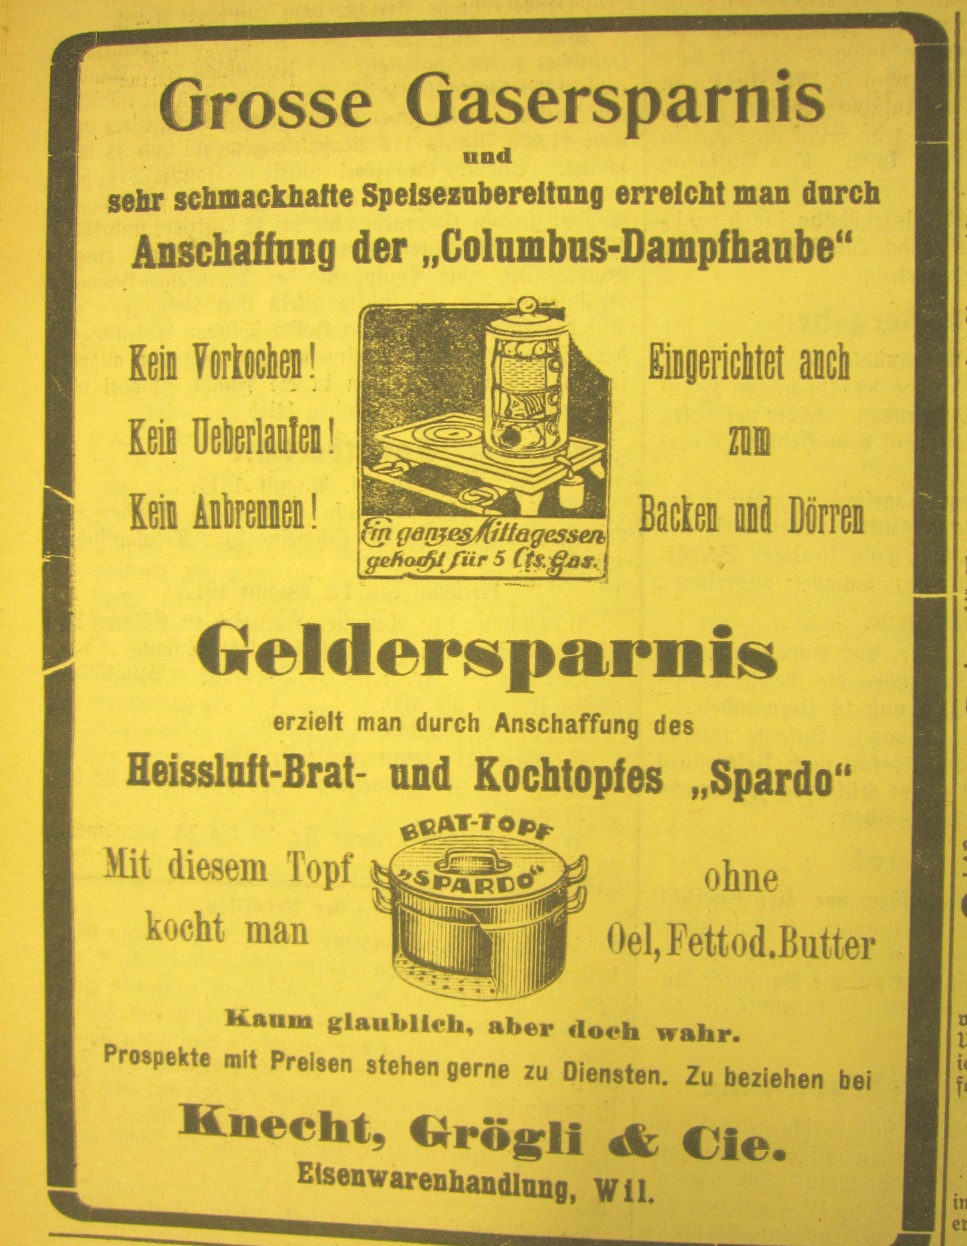 Grosse Gasersparnis
und
sehr schmackhafte Speisezubereitung erreicht man durch
Anschaffung der „Columbus-Dampfhaube“
Kein Vorkochen!
Kein Ueberlaufen!
Kein Anbrennen!
Ein ganzes Mittagessen
gekocht für 5 Cts. Gas.
Eingerichtet auch
zum
Backen und Dörren
Geldersparnis
erzielt man durch Anschaffung des
Heissluft-Brat- und Kochtopfes „Spardo“
Mit diesem Topf
kocht man
BRAT-TOPF
„SPARDO“
ohne
Oel, Fett od. Butter
Kaum glaublich, aber doch wahr.
Prospekte mit Preisen stehen gerne zu Diensten. Zu beziehen bei
Knecht, Grögli & Cie.
Eisenwarenhandlung, Wil.